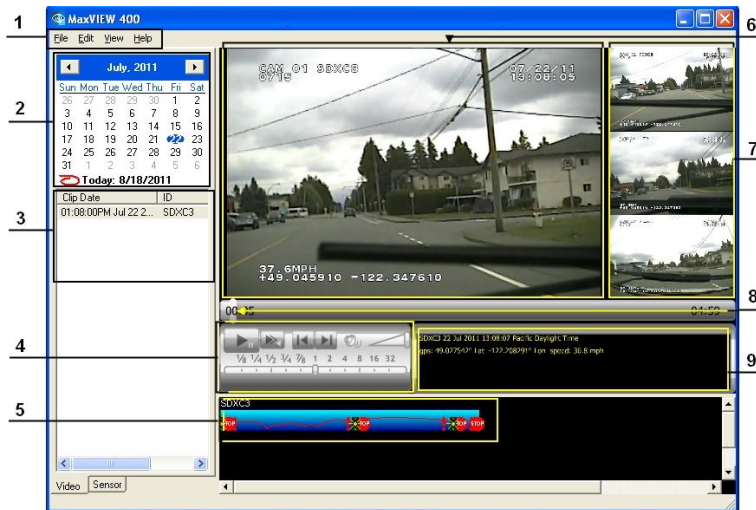 MaxVIEW 400
1
6
File Edit View Help
July, 2011
Sun Mon Tue Wed Thu Fri Sat
26 27 28 29 30 1 2
3 4 5 6 7 8 9
10 11 12 13 14 15 16
17 18 19 20 21 22 23
24 25 26 27 28 29 30
31 1 2 3 4 5 6
Today: 8/18/2011
2
CAM 01 SDXC3 07/22/11
0715 13:08:05
37.6MPH
+49.045910 -122.347610
7
3
Clip Date ID
01:08:00PM Jul 22 2... SDXC3
00:05 04:59
8
4
1/8 1/4 1/2 3/4 7/8 1 2 4 8 16 32
SDXC3 22 Jul 2011 13:08:07 Pacific Daylight Time
gps: 49.027542° lat -122.208291° lon speed: 36.8 mph
9
5
SDXC3
STOP STOP STOP STOP
Video Sensor